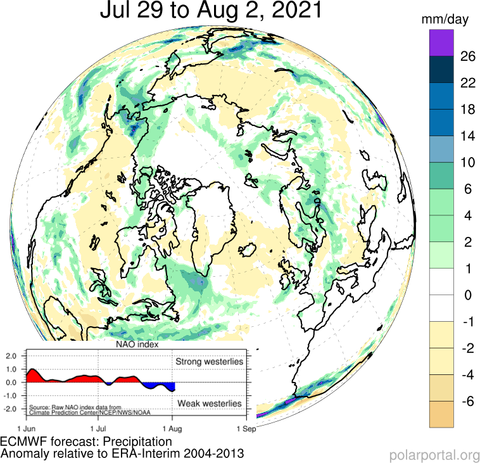 Jul 29 to Aug 2, 2021
mm/day
26
22
18
14
10
6
4
2
1
0
-1
-2
-4
-6
NAO index
2.0
1.0
0.0
-1.0
-2.0
Strong westerlies
Weak westerlies
Source: Raw NAO index data from
Climate Prediction Center/NCEP/NWS/NOAA
1 Jun 1 Jul 1 Aug 1 Sep
ECMWF forecast: Precipitation
Anomaly relative to ERA-Interim 2004-2013
polarportal.org